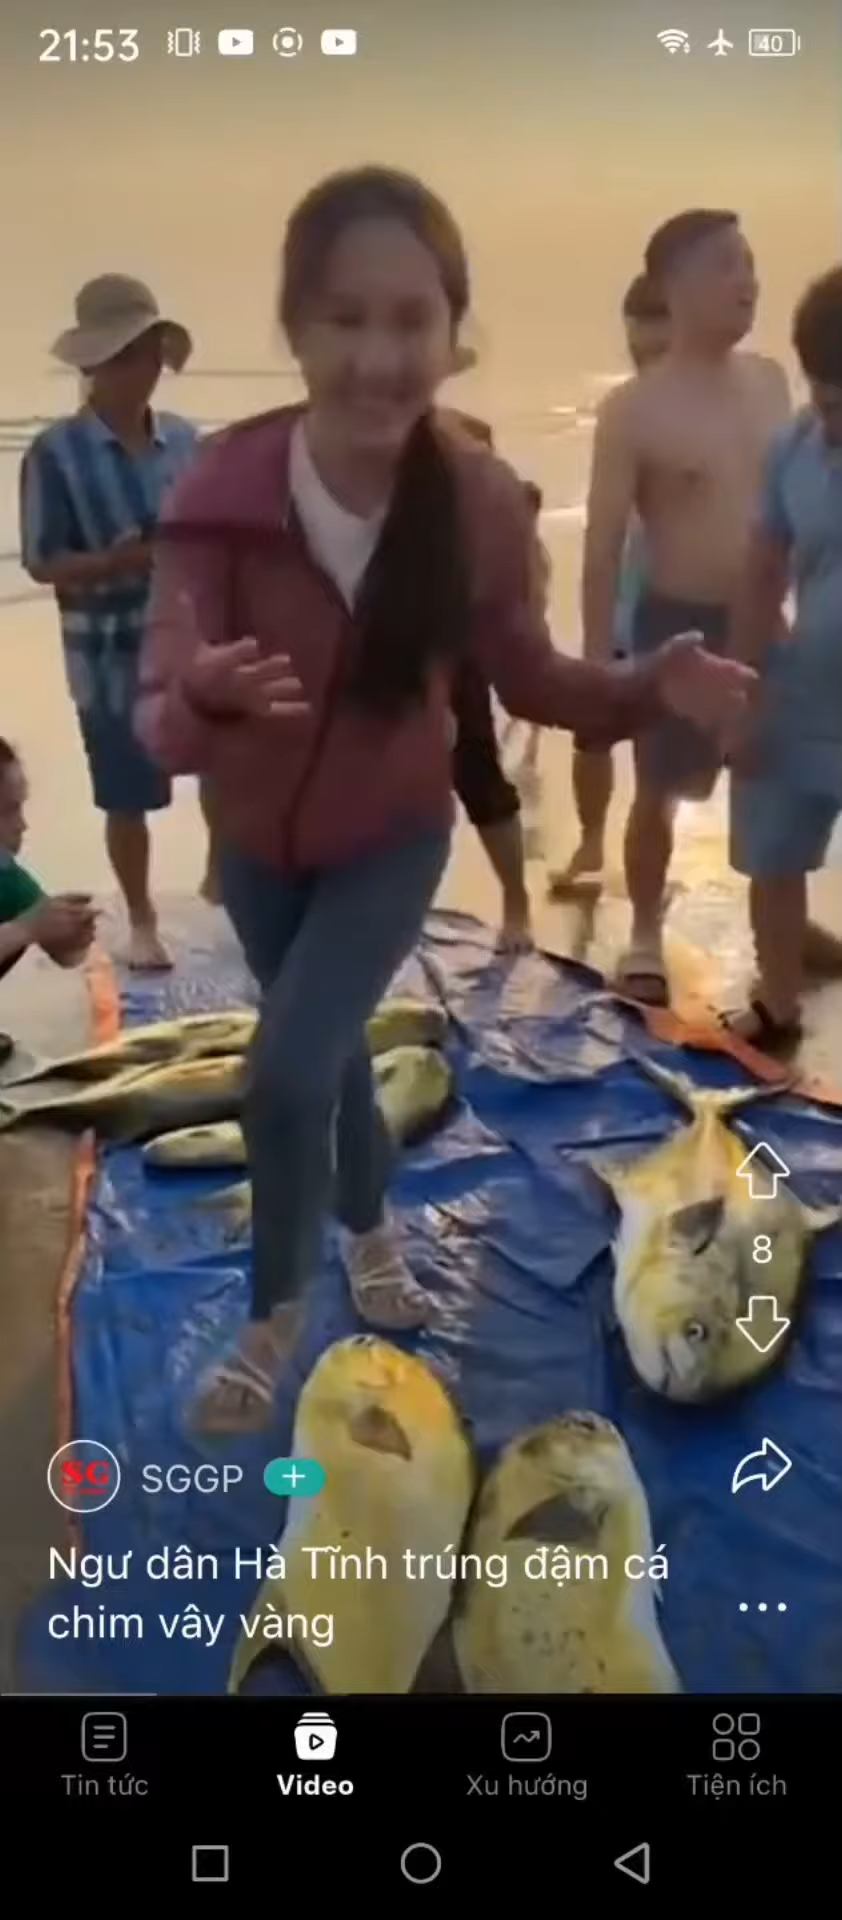 21:53
40
8
SG
SGGP
Ngư dân Hà Tĩnh trúng đậm cá
chim vây vàng
Tin tức
Video
Xu hướng
Tiện ích